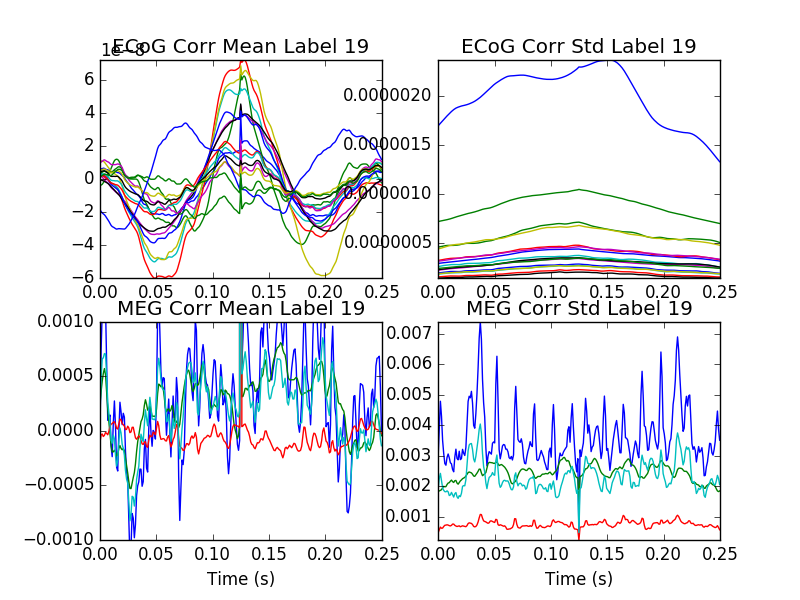 1e−8
ECoG Corr Mean Label 19
6
4
2
0
−2
−4
−6
0.00 0.05 0.10 0.15 0.20 0.25
ECoG Corr Std Label 19
0.0000020
0.0000015
0.0000010
0.0000005
0.00 0.05 0.10 0.15 0.20 0.25
MEG Corr Mean Label 19
0.0010
0.0005
0.0000
−0.0005
−0.0010
0.00 0.05 0.10 0.15 0.20 0.25
Time (s)
MEG Corr Std Label 19
0.007
0.006
0.005
0.004
0.003
0.002
0.001
0.00 0.05 0.10 0.15 0.20 0.25
Time (s)